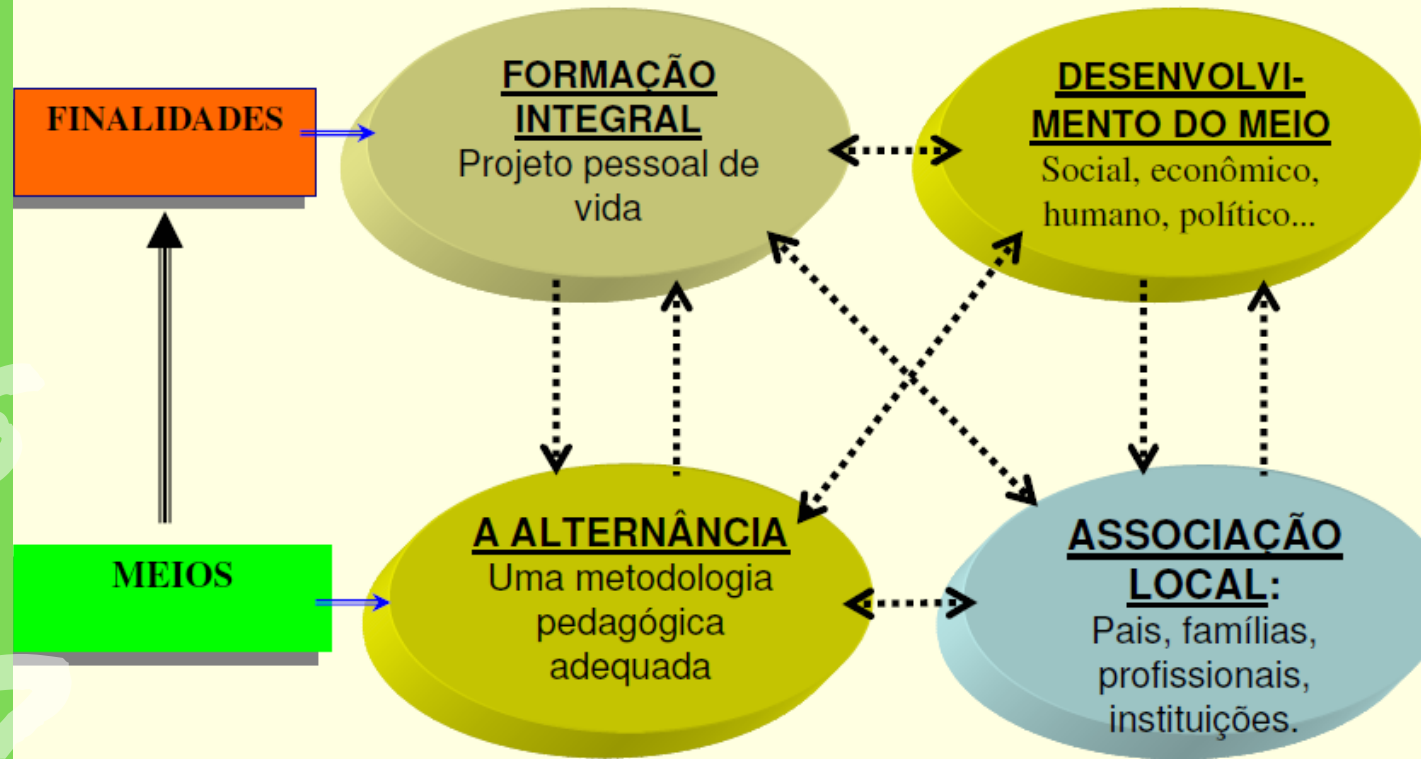 FINALIDADES
FORMAÇÃO
INTEGRAL
Projeto pessoal de
vida
DESENVOLVI-
MENTO DO MEIO
Social, econômico,
humano, político...
MEIOS
A ALTERNÂNCIA
Uma metodologia
pedagógica
adequada
ASSOCIAÇÃO
LOCAL:
Pais, famílias,
profissionais,
instituições.